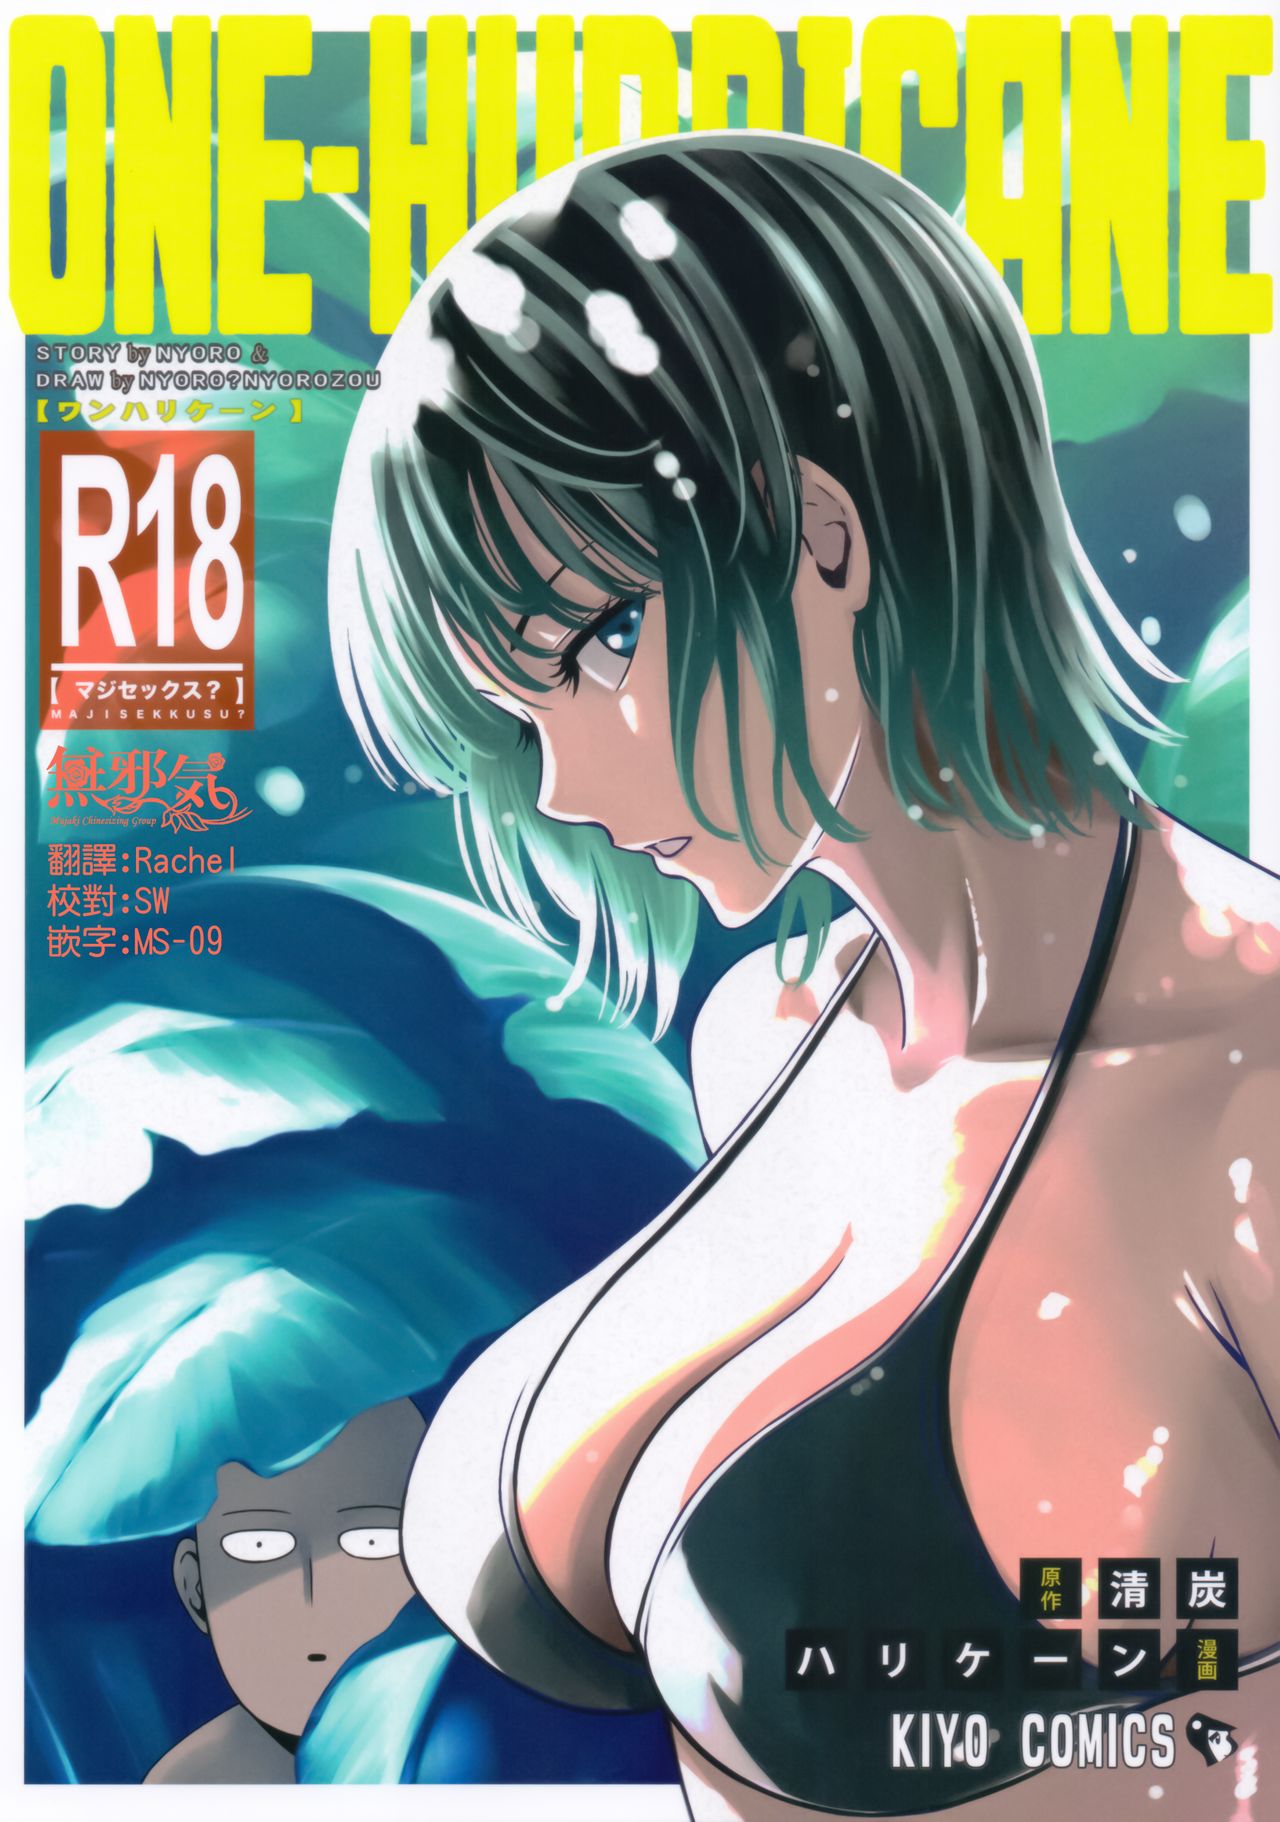 ONE-HURRICANE
STORY by NYORO &
DRAW by NYORO?NYOROZOU
【ワンハリケーン】
R18
【マジセックス?】
MAJISEKKUSU?
無邪気
Mujaki Chinesizing Group
翻譯:Rachel
校對:SW
嵌字:MS-09
原作 清炭
ハリケーン 漫画
KIYO COMICS